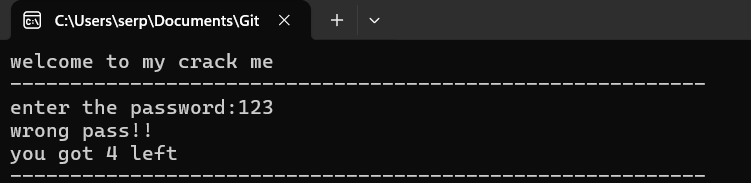 C:\Users\serp\Documents\Git
welcome to my crack me
----------------------------------------------------------
enter the password:123
wrong pass!!
you got 4 left
----------------------------------------------------------